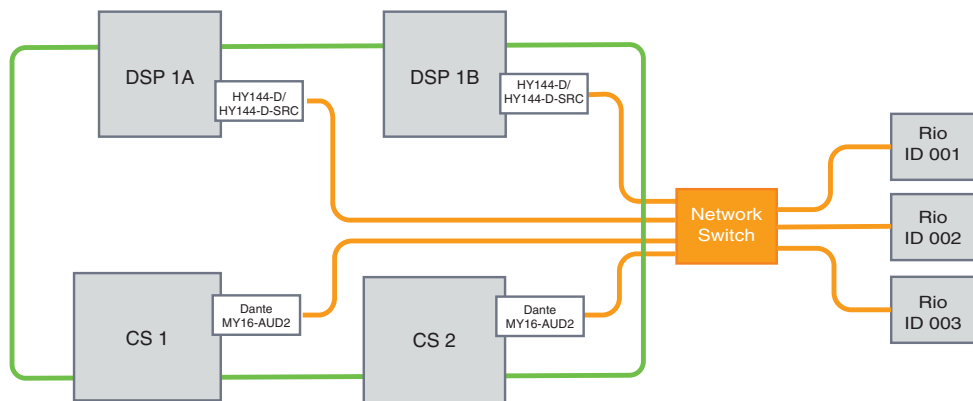 DSP 1A
HY144-D/
HY144-D-SRC
DSP 1B
HY144-D/
HY144-D-SRC
Rio
ID 001
Network
Switch
Rio
ID 002
Rio
ID 003
CS 1
Dante
MY16-AUD2
CS 2
Dante
MY16-AUD2